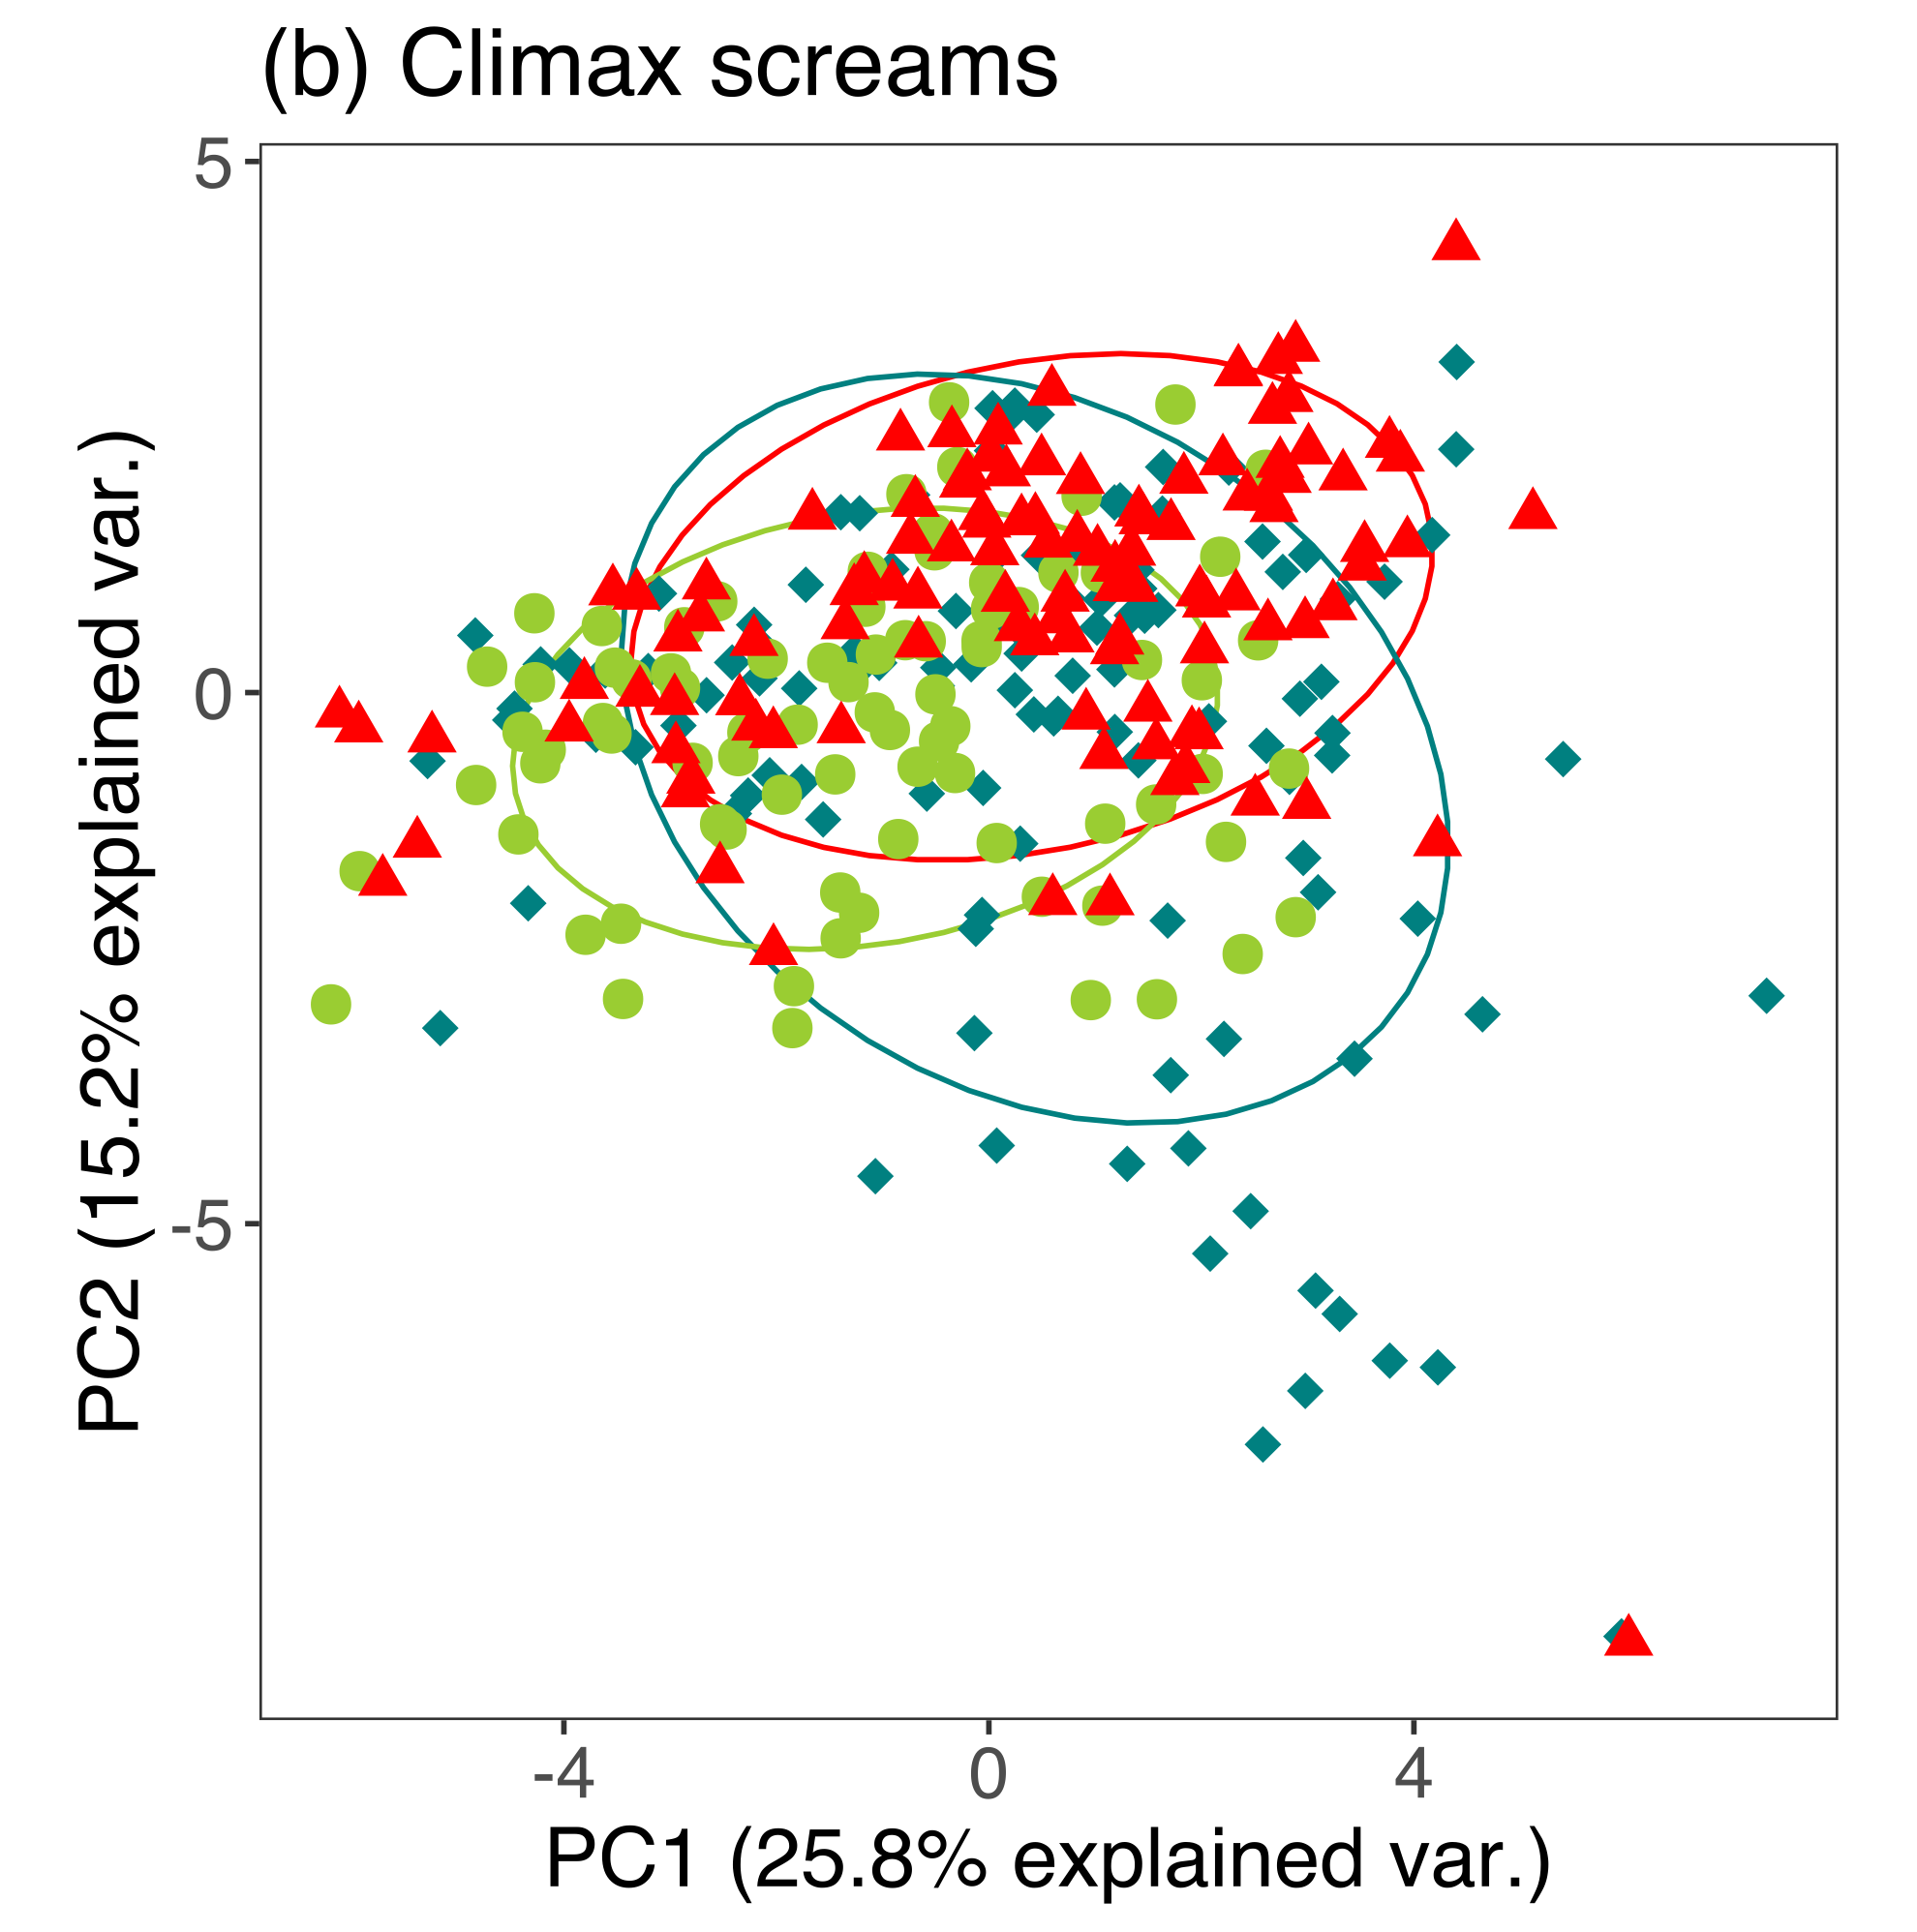 (b) Climax screams
5
0
-5
PC2 (15.2% explained var.)
-4
0
4
PC1 (25.8% explained var.)